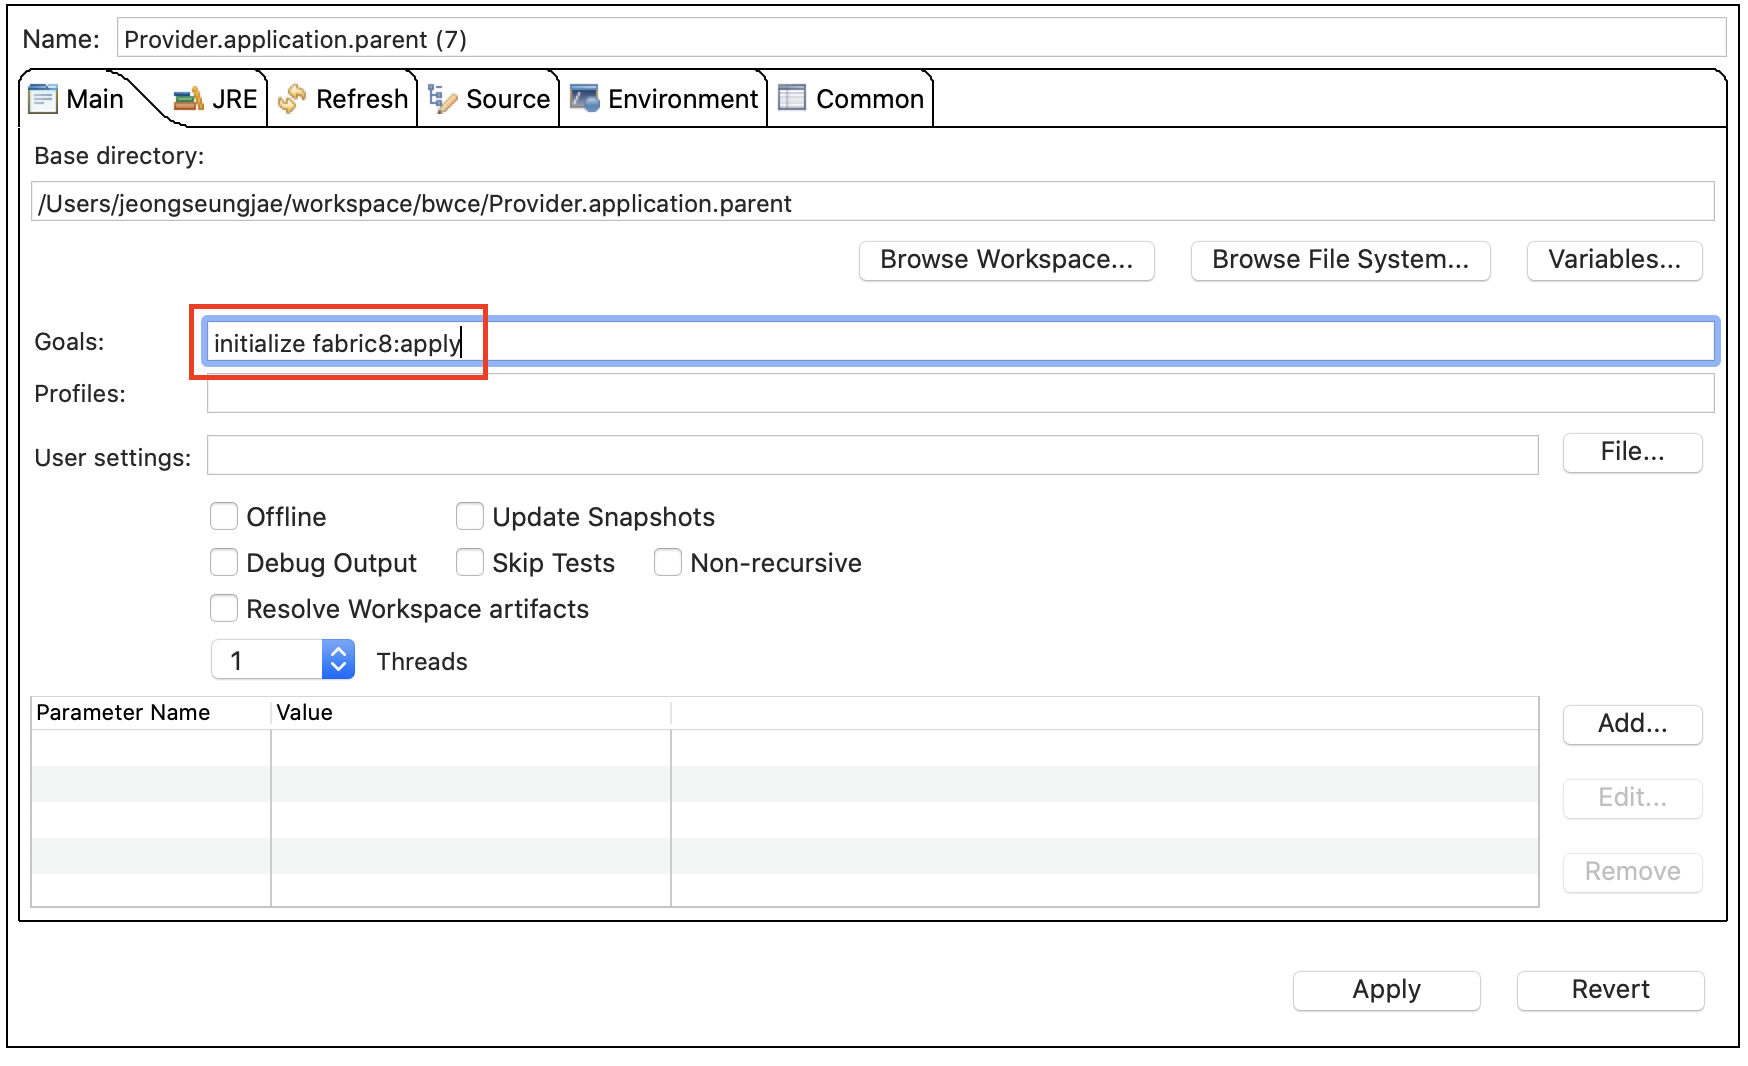 Name: Provider.application.parent (7)
Main JRE Refresh Source Environment Common
Base directory:
/Users/jeongseungjae/workspace/bwce/Provider.application.parent
Browse Workspace... Browse File System... Variables...
Goals: initialize fabric8:apply
Profiles:
User settings: File...
Offline Update Snapshots
Debug Output Skip Tests Non-recursive
Resolve Workspace artifacts
1 Threads
Parameter Name Value
Add...
Edit...
Remove
Apply Revert